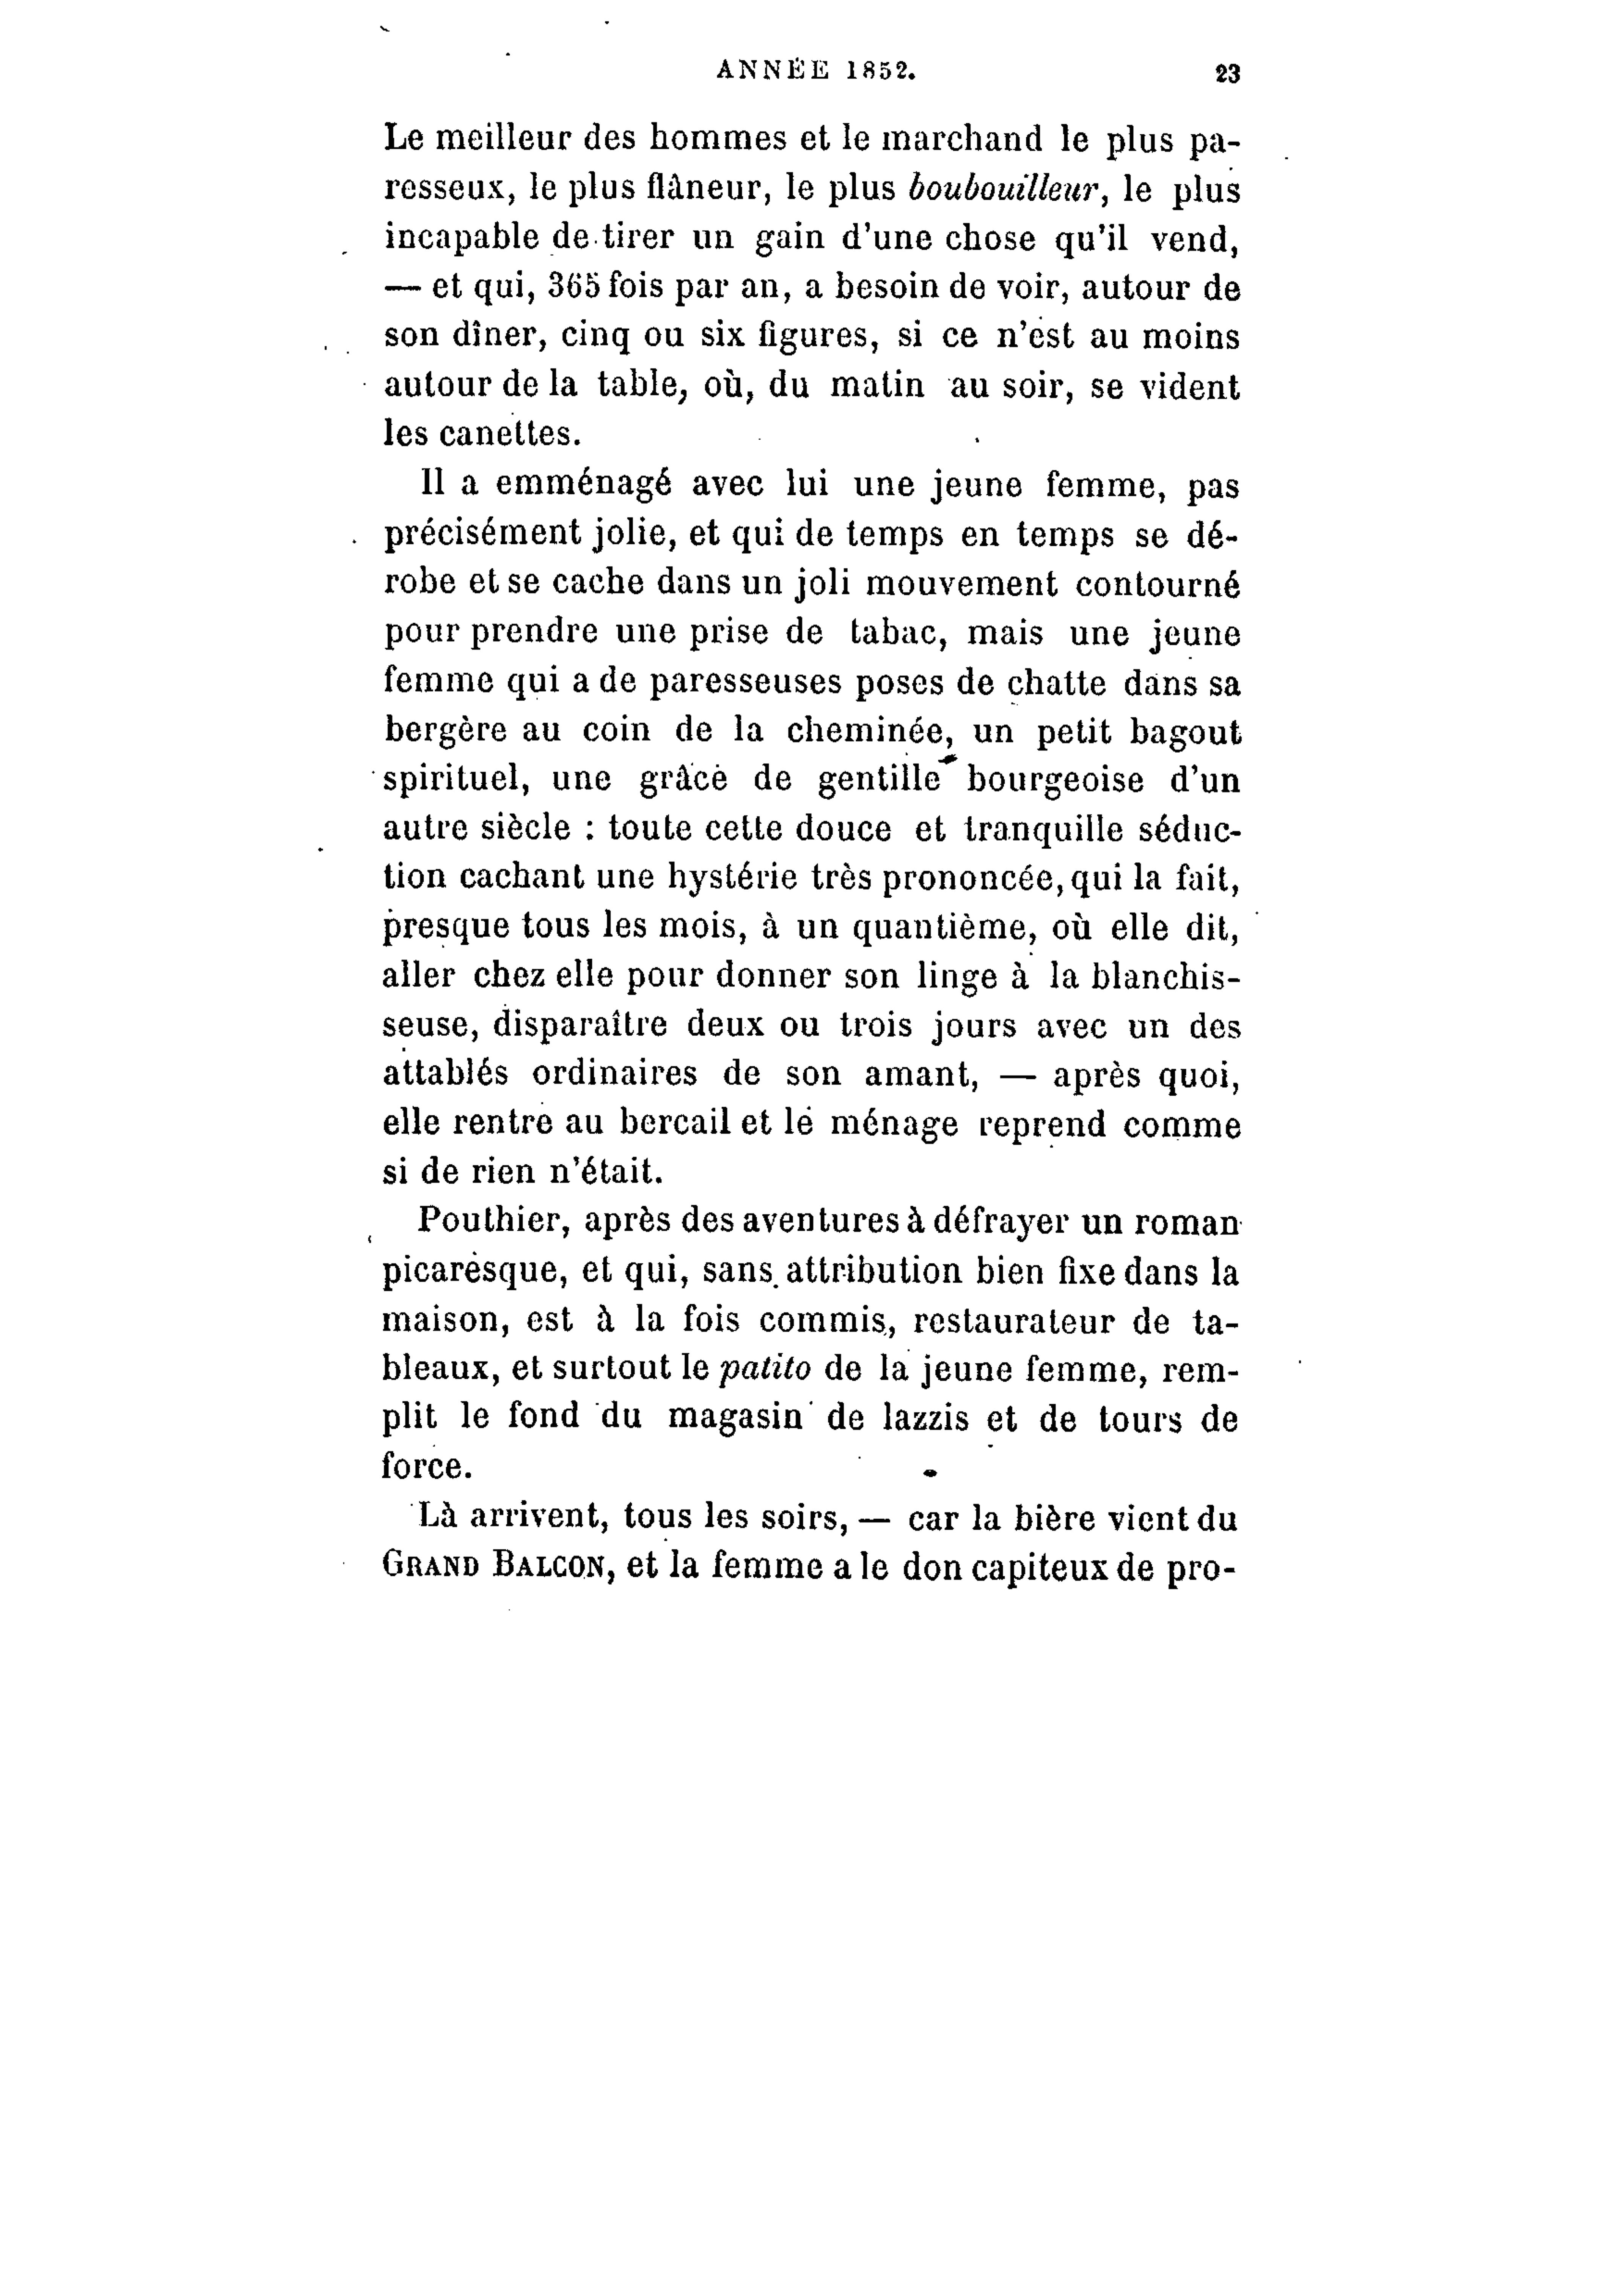 ANNÉE 1852. 23
Le meilleur des hommes et le marchand le plus pa-
resseux, le plus flâneur, le plus boubouilleur, le plus
incapable de tirer un gain d'une chose qu'il vend,
— et qui, 365 fois par an, a besoin de voir, autour de
son dîner, cinq ou six figures, si ce n'est au moins
autour de la table, où, du matin au soir, se vident
les canettes.
Il a emménagé avec lui une jeune femme, pas
précisément jolie, et qui de temps en temps se dé-
robe et se cache dans un joli mouvement contourné
pour prendre une prise de tabac, mais une jeune
femme qui a de paresseuses poses de chatte dans sa
bergère au coin de la cheminée, un petit bagout
spirituel, une grâce de gentille bourgeoise d'un
autre siècle : toute cette douce et tranquille séduc-
tion cachant une hystérie très prononcée, qui la fait,
presque tous les mois, à un quantième, où elle dit,
aller chez elle pour donner son linge à la blanchis-
seuse, disparaître deux ou trois jours avec un des
attablés ordinaires de son amant, — après quoi,
elle rentre au bercail et le ménage reprend comme
si de rien n'était.
Pouthier, après des aventures à défrayer un roman
picaresque, et qui, sans attribution bien fixe dans la
maison, est à la fois commis, restaurateur de ta-
bleaux, et surtout le patito de la jeune femme, rem-
plit le fond du magasin de lazzis et de tours de
force.
Là arrivent, tous les soirs, — car la bière vient du
GRAND BALCON, et la femme a le don capiteux de pro-